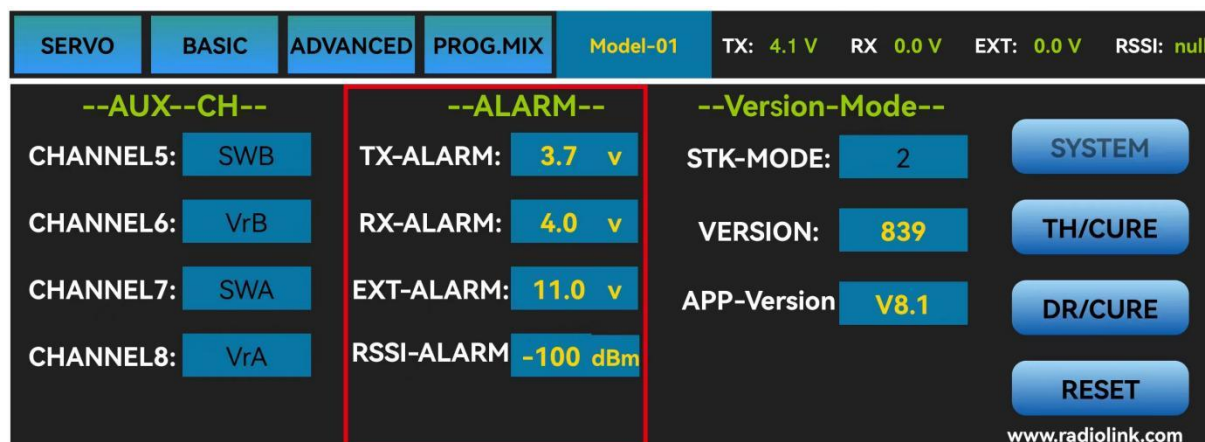 SERVO BASIC ADVANCED PROG.MIX Model-01 TX: 4.1 V RX 0.0 V EXT: 0.0 V RSSI: null
--AUX--CH--
CHANNEL5: SWB
CHANNEL6: VrB
CHANNEL7: SWA
CHANNEL8: VrA
--ALARM--
TX-ALARM: 3.7 v
RX-ALARM: 4.0 v
EXT-ALARM: 11.0 v
RSSI-ALARM -100 dBm
--Version-Mode--
STK-MODE: 2
VERSION: 839
APP-Version V8.1
SYSTEM
TH/CURE
DR/CURE
RESET
www.radiolink.com